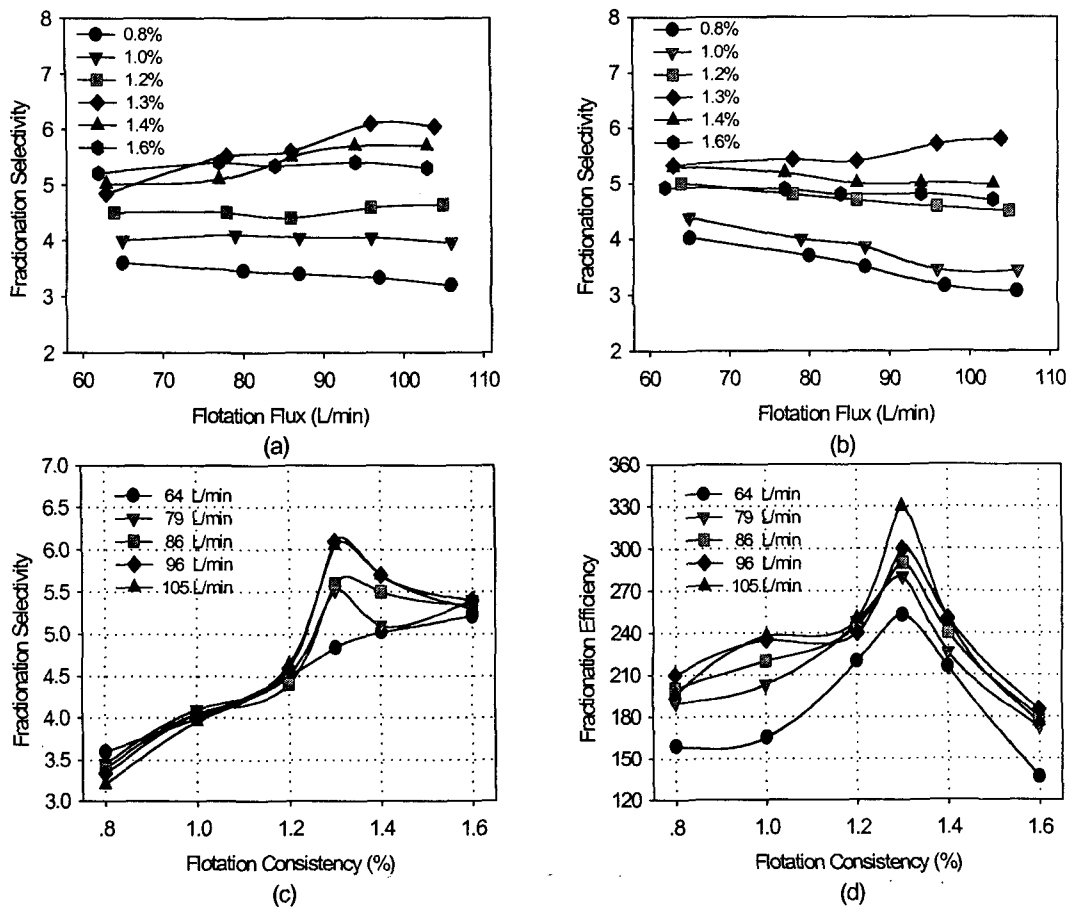 8
7
6
5
4
3
2
Fractionation Selectivity
0.8%
1.0%
1.2%
1.3%
1.4%
1.6%
60 70 80 90 100 110
Flotation Flux (L/min)
(a)
8
7
6
5
4
3
2
Fractionation Selectivity
0.8%
1.0%
1.2%
1.3%
1.4%
1.6%
60 70 80 90 100 110
Flotation Flux (L/min)
(b)
7.0
6.5
6.0
5.5
5.0
4.5
4.0
3.5
3.0
Fractionation Selectivity
64 L/min
79 L/min
86 L/min
96 L/min
105 L/min
.8 1.0 1.2 1.4 1.6
Flotation Consistency (%)
(c)
360
330
300
270
240
210
180
150
120
Fractionation Efficiency
64 L/min
79 L/min
86 L/min
96 L/min
105 L/min
.8 1.0 1.2 1.4 1.6
Flotation Consistency (%)
(d)